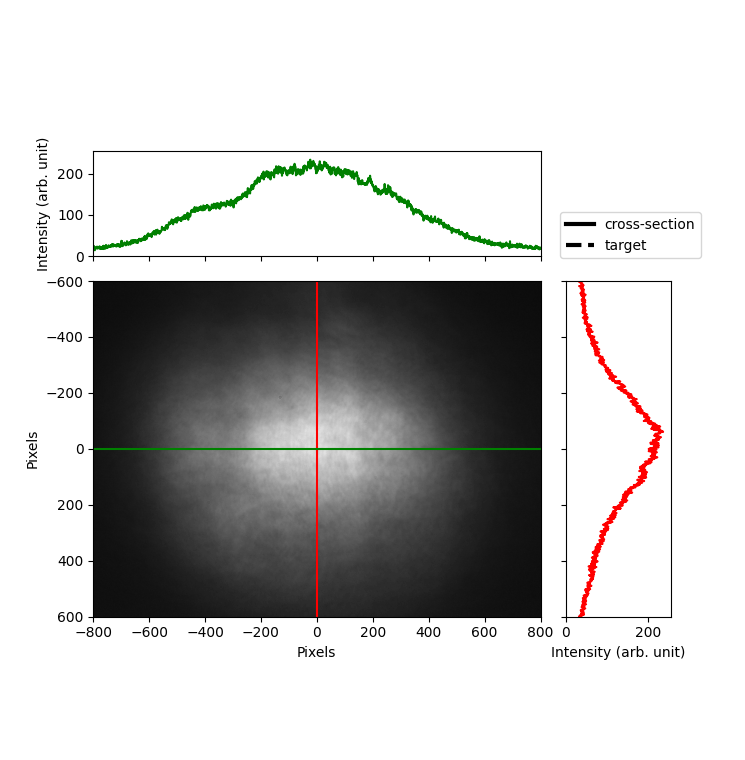 Intensity (arb. unit)
200
100
0
cross-section
target
Pixels
−600
−400
−200
0
200
400
600
−800 −600 −400 −200 0 200 400 600 800
Pixels
0 200
Intensity (arb. unit)